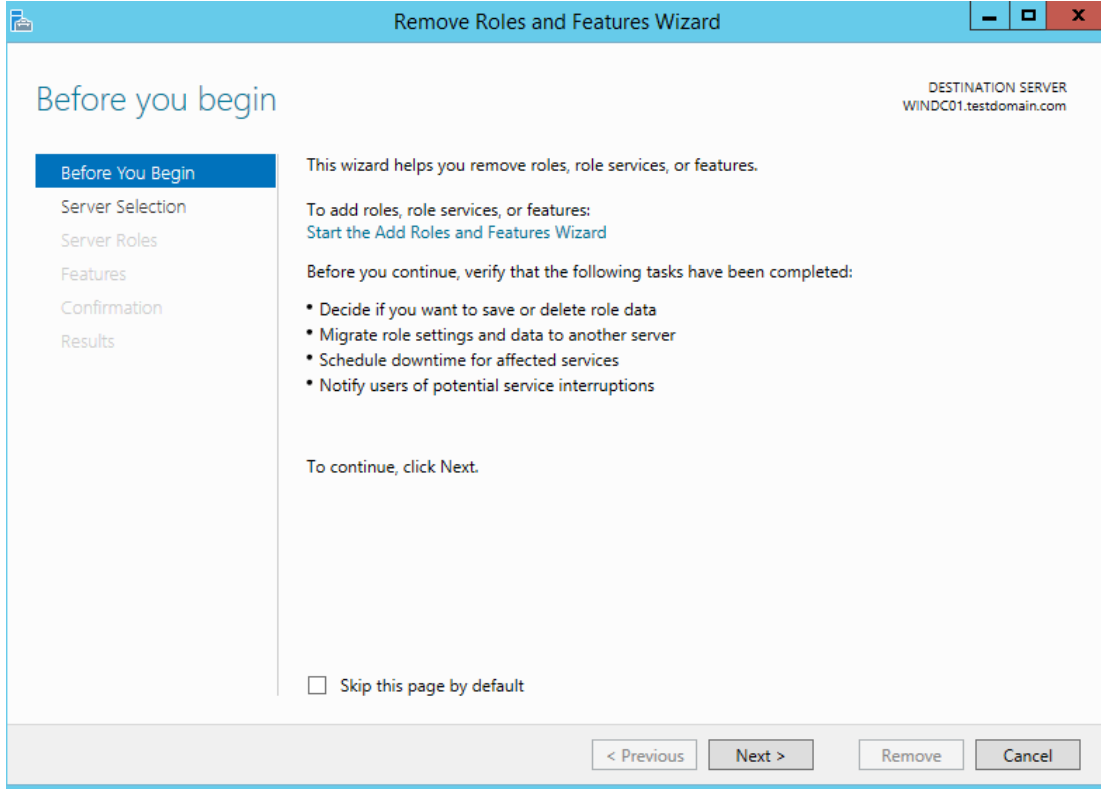 Remove Roles and Features Wizard
Before you begin
DESTINATION SERVER
WINDC01.testdomain.com
Before You Begin
Server Selection
Server Roles
Features
Confirmation
Results
This wizard helps you remove roles, role services, or features.
To add roles, role services, or features:
Start the Add Roles and Features Wizard
Before you continue, verify that the following tasks have been completed:
• Decide if you want to save or delete role data
• Migrate role settings and data to another server
• Schedule downtime for affected services
• Notify users of potential service interruptions
To continue, click Next.
Skip this page by default
< Previous
Next >
Remove
Cancel